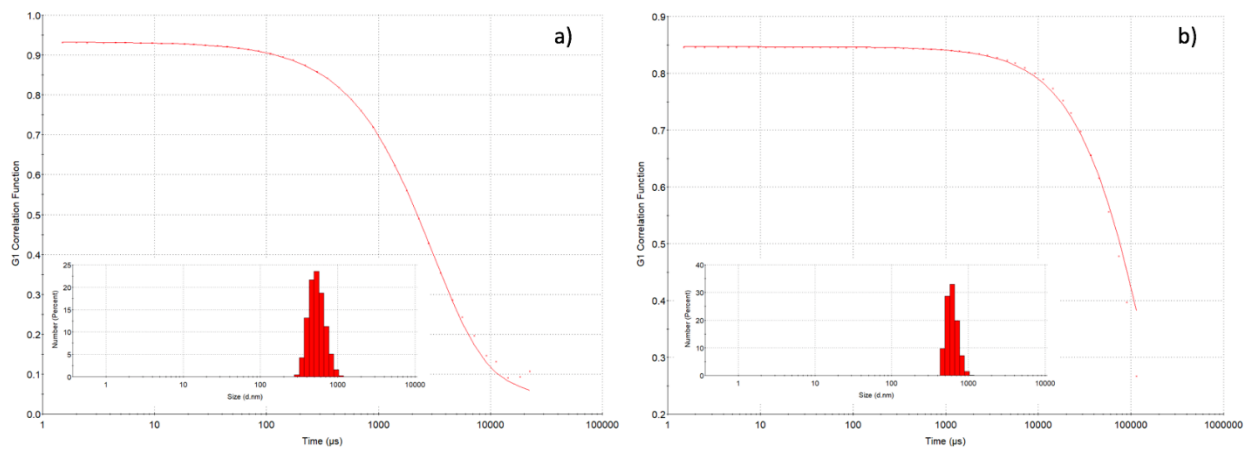 a)
G1 Correlation Function
1.0
0.9
0.8
0.7
0.6
0.5
0.4
0.3
0.2
0.1
0.0
1 10 100 1000 10000 100000
Time (µs)
Number (Percent)
25
20
15
10
5
0
1 10 100 1000 10000
Size (d.nm)
b)
G1 Correlation Function
0.9
0.8
0.7
0.6
0.5
0.4
0.3
0.2
1 10 100 1000 10000 100000 1000000
Time (µs)
Number (Percent)
40
30
20
10
0
1 10 100 1000 10000
Size (d.nm)